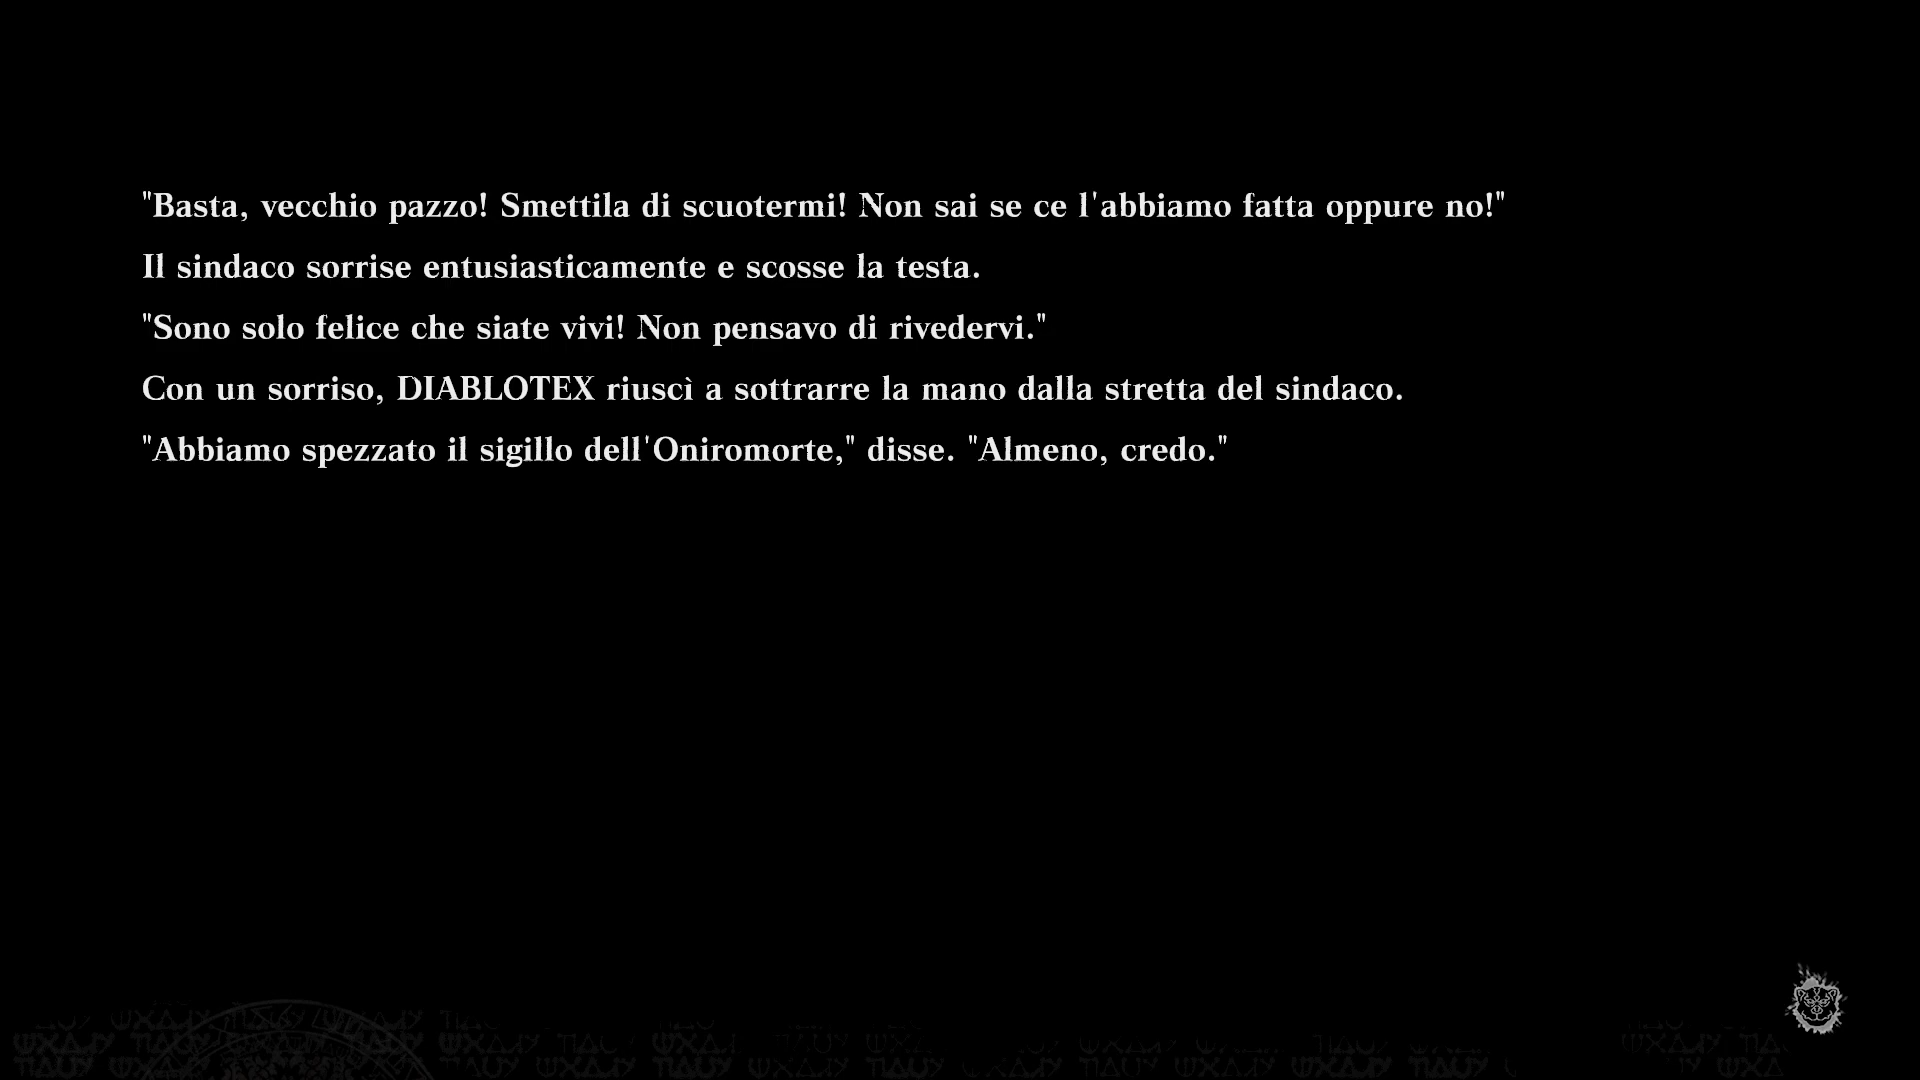 "Basta, vecchio pazzo! Smettila di scuotermi! Non sai se ce l'abbiamo fatta oppure no!"
Il sindaco sorrise entusiasticamente e scosse la testa.
"Sono solo felice che siate vivi! Non pensavo di rivedervi."
Con un sorriso, DIABLOTEX riuscì a sottrarre la mano dalla stretta del sindaco.
"Abbiamo spezzato il sigillo dell'Oniromorte," disse. "Almeno, credo."